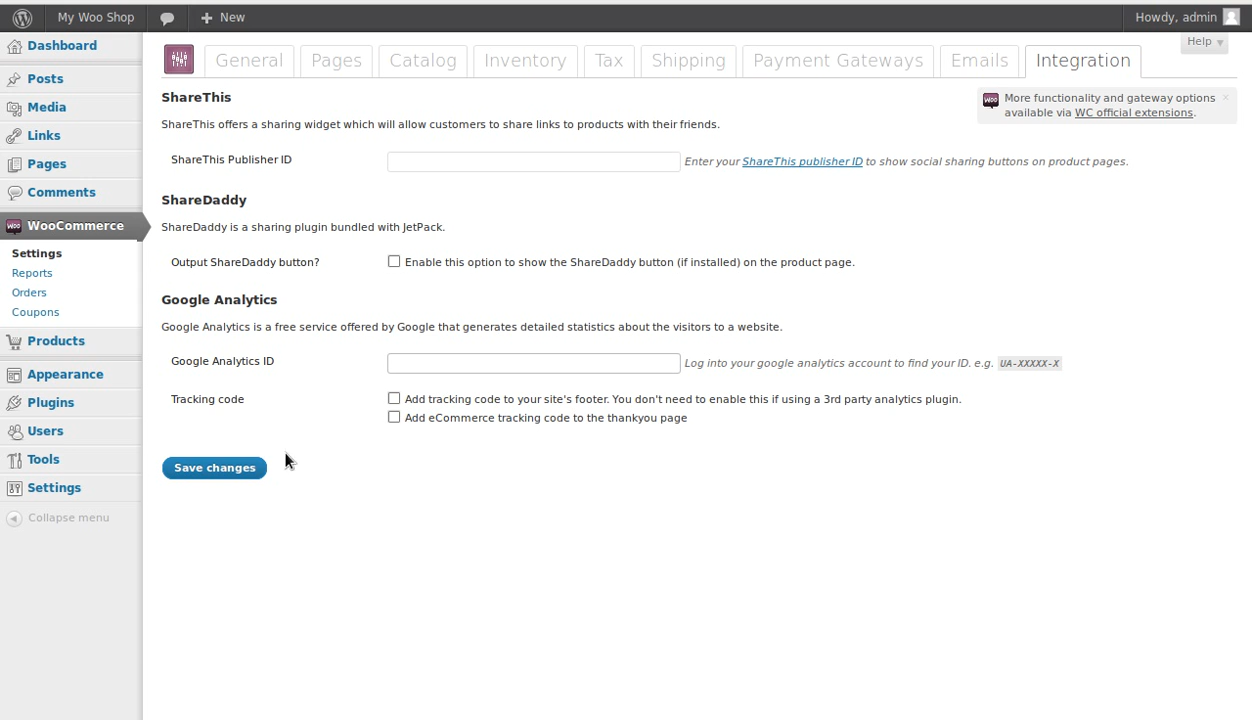 My Woo Shop
New
Howdy, admin
Dashboard
Posts
Media
Links
Pages
Comments
WooCommerce
Settings
Reports
Orders
Coupons
Products
Appearance
Plugins
Users
Tools
Settings
Collapse menu
Help
General Pages Catalog Inventory Tax Shipping Payment Gateways Emails Integration
Woo More functionality and gateway options
available via WC official extensions.
ShareThis
ShareThis offers a sharing widget which will allow customers to share links to products with their friends.
ShareThis Publisher ID Enter your ShareThis publisher ID to show social sharing buttons on product pages.
ShareDaddy
ShareDaddy is a sharing plugin bundled with JetPack.
Output ShareDaddy button? Enable this option to show the ShareDaddy button (if installed) on the product page.
Google Analytics
Google Analytics is a free service offered by Google that generates detailed statistics about the visitors to a website.
Google Analytics ID Log into your google analytics account to find your ID. e.g. UA-XXXXX-X
Tracking code Add tracking code to your site's footer. You don't need to enable this if using a 3rd party analytics plugin.
Add eCommerce tracking code to the thankyou page
Save changes